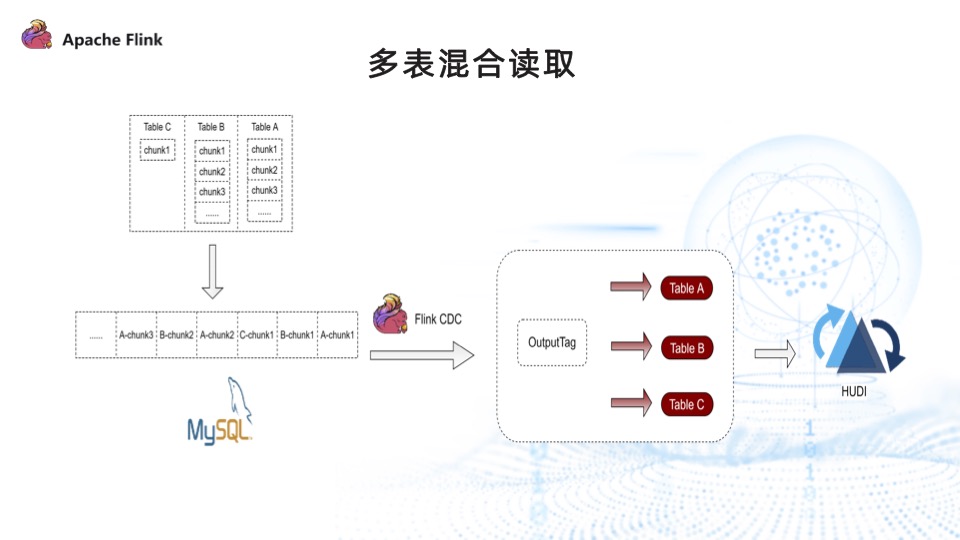 Apache Flink
多表混合读取
Table C
Table B
Table A
chunk1
chunk1
chunk2
chunk3
......
chunk1
chunk2
chunk3
......
......
A-chunk3
B-chunk2
A-chunk2
C-chunk1
B-chunk1
A-chunk1
MySQL
Flink CDC
OutputTag
Table A
Table B
Table C
HUDI